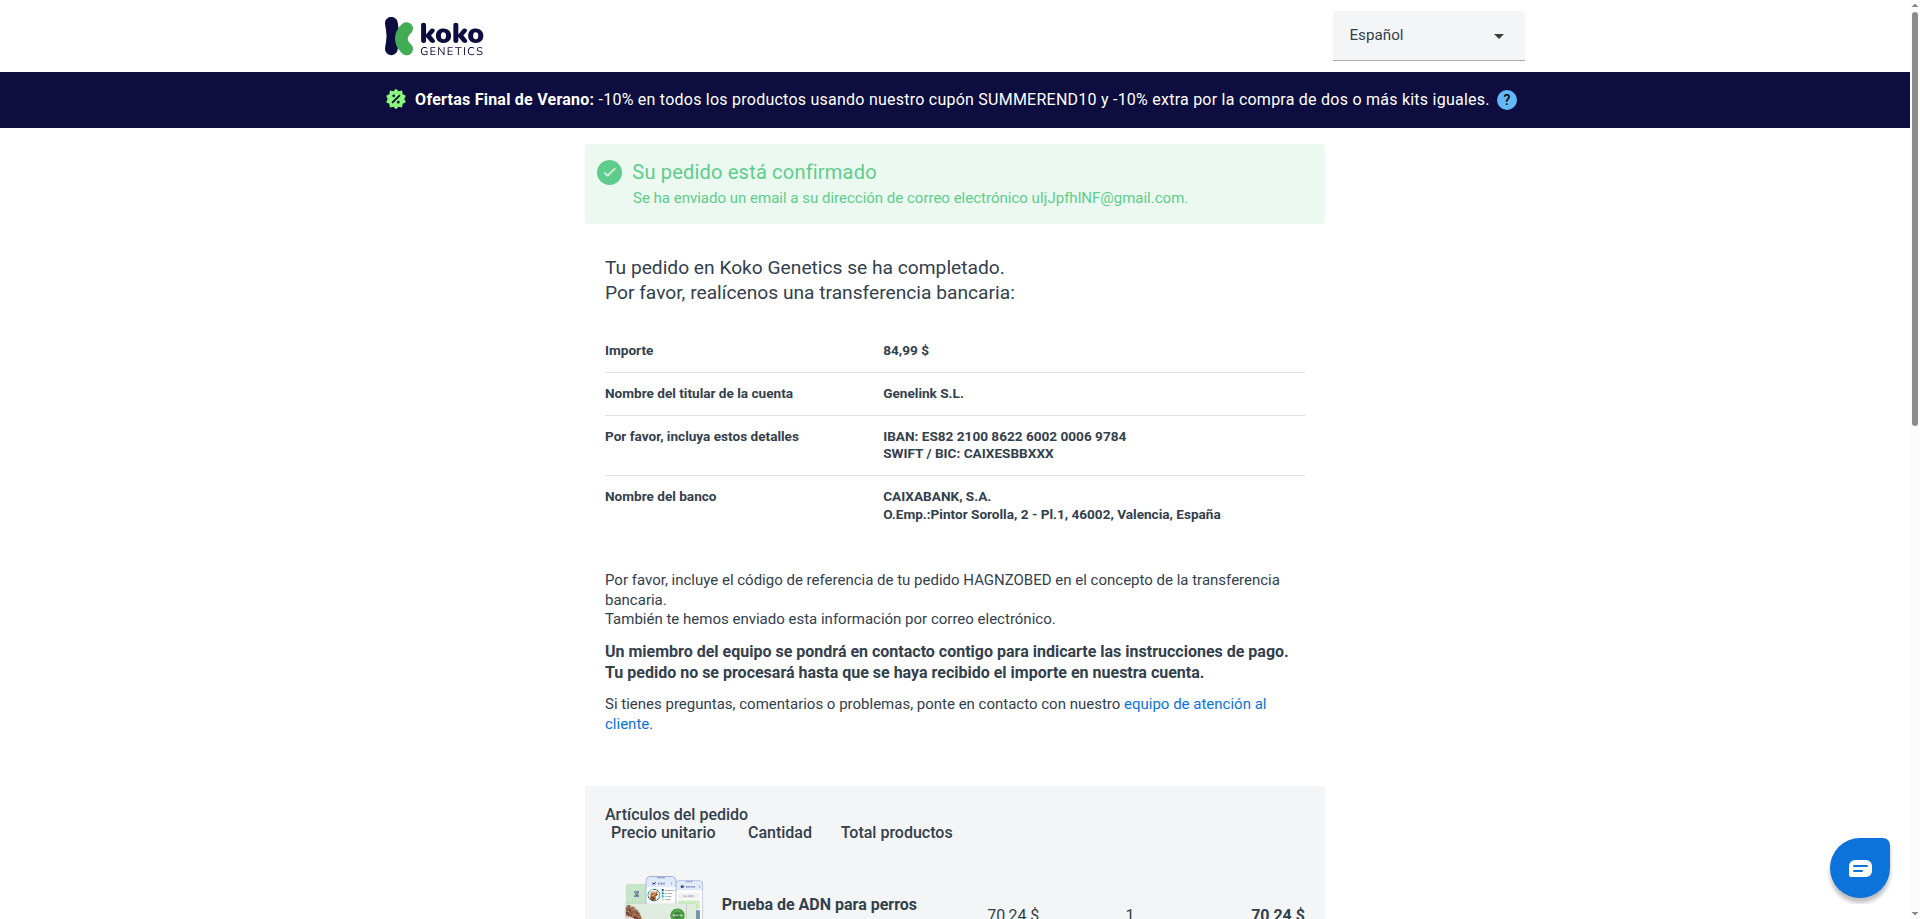 koko
GENETICS
Español
Ofertas Final de Verano: -10% en todos los productos usando nuestro cupón SUMMEREND10 y -10% extra por la compra de dos o más kits iguales. ?
Su pedido está confirmado
Se ha enviado un email a su dirección de correo electrónico uljJpfhlNF@gmail.com.
Tu pedido en Koko Genetics se ha completado.
Por favor, realícenos una transferencia bancaria:
Importe 84,99 $
Nombre del titular de la cuenta Genelink S.L.
Por favor, incluya estos detalles IBAN: ES82 2100 8622 6002 0006 9784
SWIFT / BIC: CAIXESBBXXX
Nombre del banco CAIXABANK, S.A.
O.Emp.:Pintor Sorolla, 2 - Pl.1, 46002, Valencia, España
Por favor, incluye el código de referencia de tu pedido HAGNZOBED en el concepto de la transferencia
bancaria.
También te hemos enviado esta información por correo electrónico.
Un miembro del equipo se pondrá en contacto contigo para indicarte las instrucciones de pago.
Tu pedido no se procesará hasta que se haya recibido el importe en nuestra cuenta.
Si tienes preguntas, comentarios o problemas, ponte en contacto con nuestro equipo de atención al
cliente.
Artículos del pedido
Precio unitario Cantidad Total productos
Prueba de ADN para perros 70,24 $ 1 70,24 $